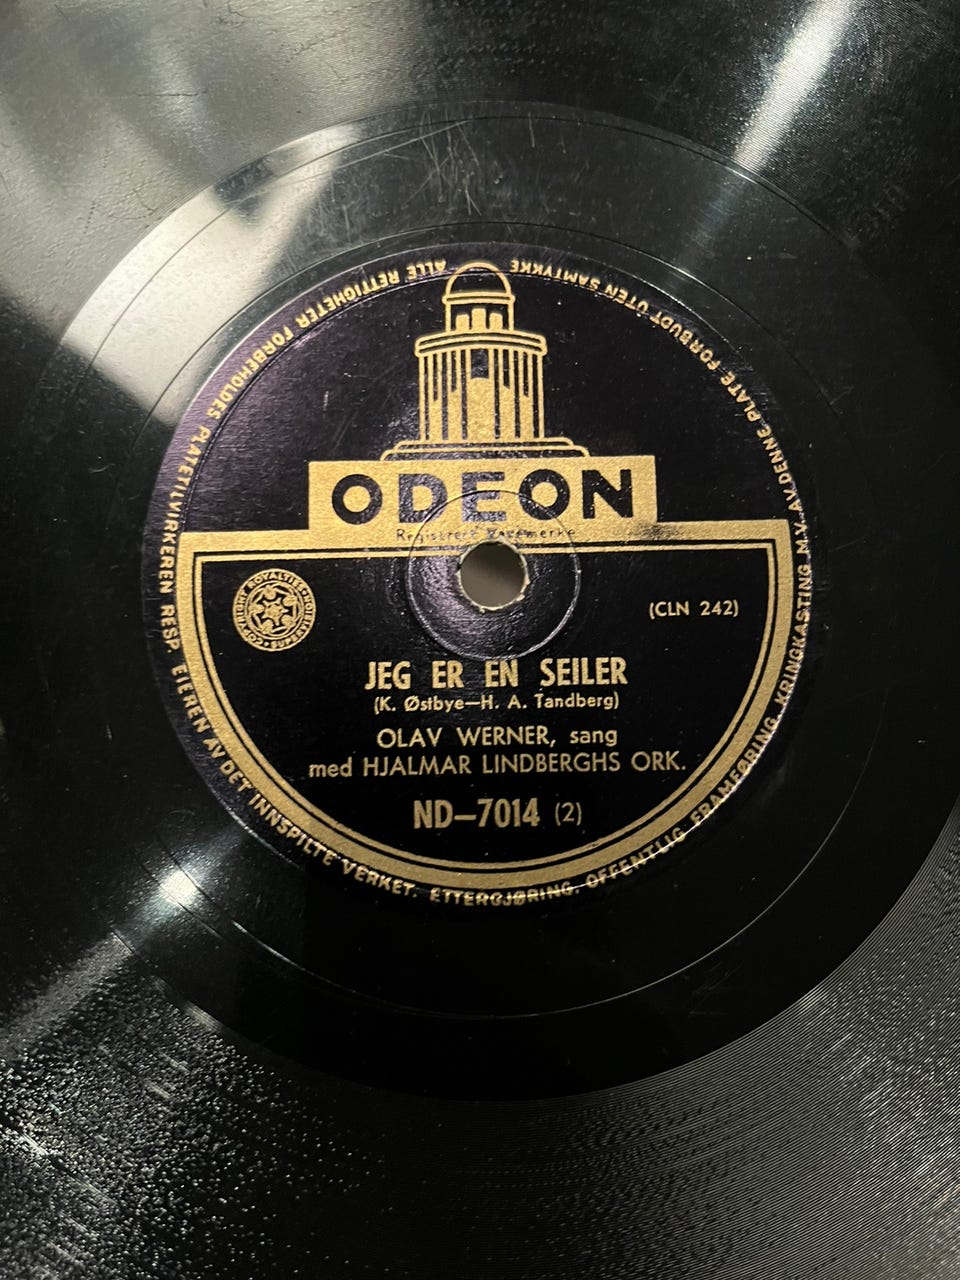 ALLE RETTIGHETER FORBEHOLDES PLATETILVIRKEREN RESP. EIEREN AV DET INNSPILTE VERKET. ETTERGJØRING, OFFENTLIG FRAMFØRING, KRINGKASTING M.V. AV DENNE PLATE FORBUDT UTEN SAMTYKKE
ODEON
Registrert Varemerke
COPYRIGHT ROYALTIES
(CLN 242)
JEG ER EN SEILER
(K. Østbye—H. A. Tandberg)
OLAV WERNER, sang
med HJALMAR LINDBERGHS ORK.
ND—7014 (2)